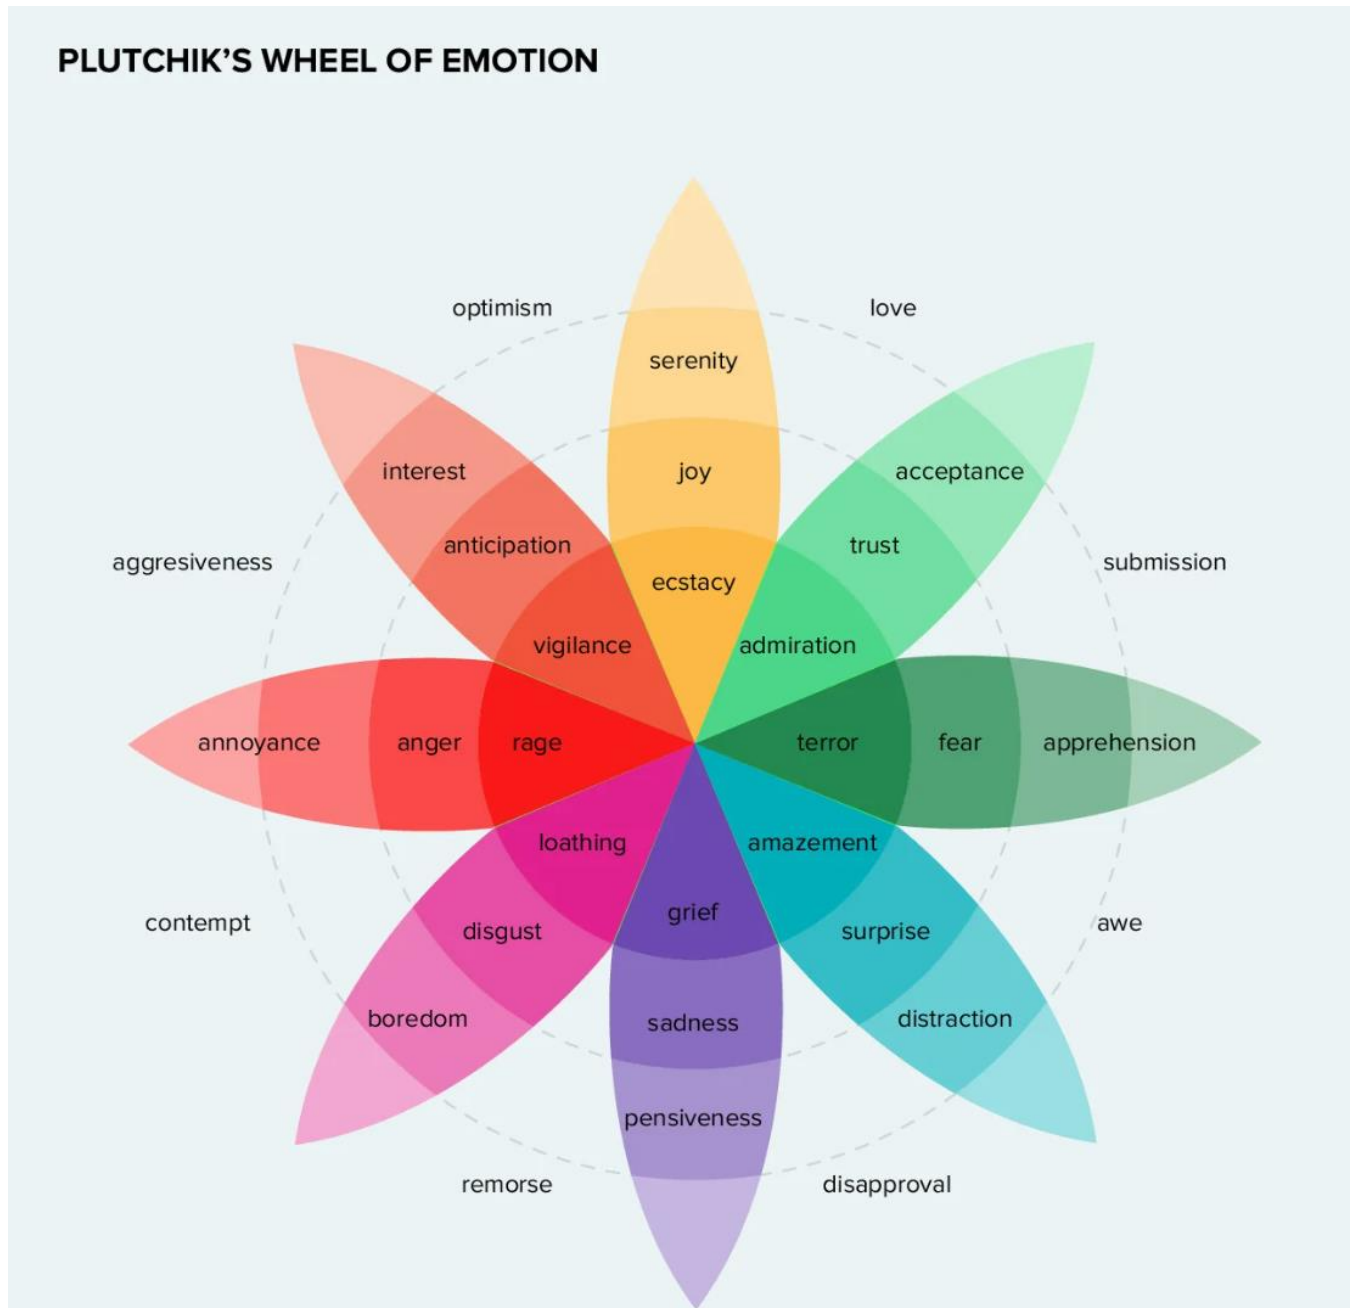 PLUTCHIK'S WHEEL OF EMOTION
optimism
love
serenity
interest
joy
acceptance
anticipation
trust
aggresiveness
submission
ecstacy
vigilance
admiration
annoyance
anger
rage
terror
fear
apprehension
loathing
amazement
grief
contempt
awe
disgust
surprise
boredom
sadness
distraction
pensiveness
remorse
disapproval